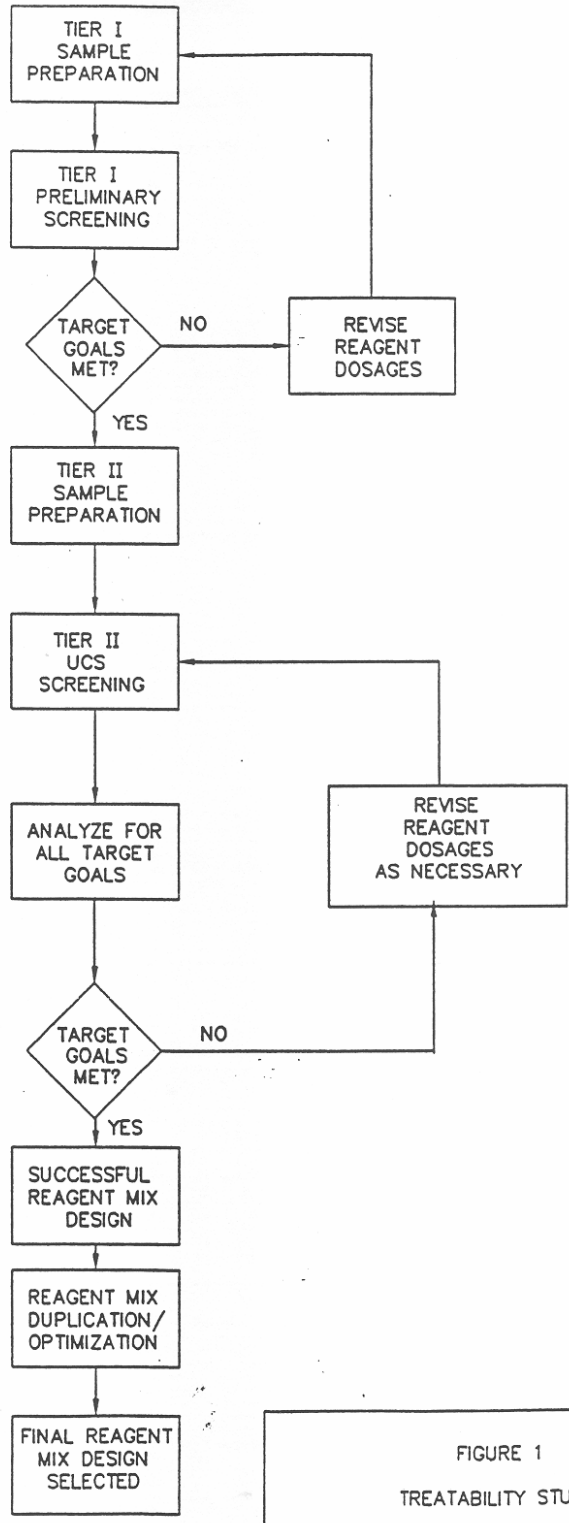 TIER I
SAMPLE
PREPARATION
TIER I
PRELIMINARY
SCREENING
TARGET
GOALS
MET?
NO
REVISE
REAGENT
DOSAGES
YES
TIER II
SAMPLE
PREPARATION
TIER II
UCS
SCREENING
REVISE
REAGENT
DOSAGES
AS NECESSARY
ANALYZE FOR
ALL TARGET
GOALS
TARGET
GOALS
MET?
NO
YES
SUCCESSFUL
REAGENT MIX
DESIGN
REAGENT MIX
DUPLICATION/
OPTIMIZATION
FINAL REAGENT
MIX DESIGN
SELECTED
FIGURE 1
TREATABILITY STU